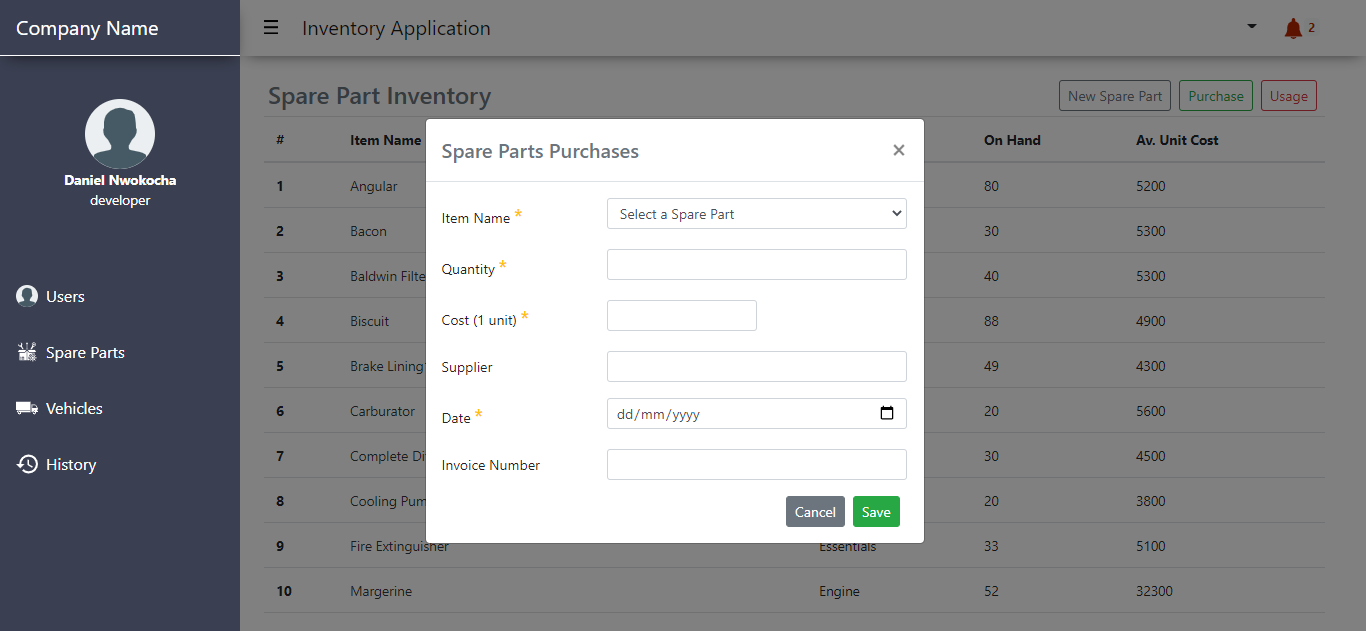 Company Name
Inventory Application
2
Daniel Nwokocha
developer
Users
Spare Parts
Vehicles
History
Spare Part Inventory
New Spare Part
Purchase
Usage
# Item Name On Hand Av. Unit Cost
1 Angular 80 5200
2 Bacon 30 5300
3 Baldwin Filte 40 5300
4 Biscuit 88 4900
5 Brake Lining 49 4300
6 Carburator 20 5600
7 Complete Di 30 4500
8 Cooling Pum 20 3800
9 Fire Extinguisher Essentials 33 5100
10 Margerine Engine 52 32300
Spare Parts Purchases ×
Item Name * Select a Spare Part
Quantity *
Cost (1 unit) *
Supplier
Date * dd/mm/yyyy
Invoice Number
Cancel Save